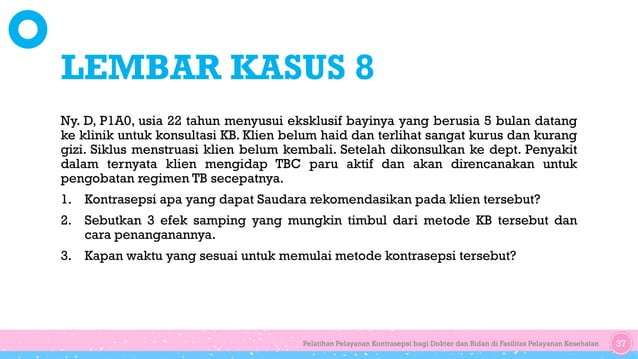 LEMBAR KASUS 8
Ny. D, P1A0, usia 22 tahun menyusui eksklusif bayinya yang berusia 5 bulan datang
ke klinik untuk konsultasi KB. Klien belum haid dan terlihat sangat kurus dan kurang
gizi. Siklus menstruasi klien belum kembali. Setelah dikonsulkan ke dept. Penyakit
dalam ternyata klien mengidap TBC paru aktif dan akan direncanakan untuk
pengobatan regimen TB secepatnya.
1. Kontrasepsi apa yang dapat Saudara rekomendasikan pada klien tersebut?
2. Sebutkan 3 efek samping yang mungkin timbul dari metode KB tersebut dan
cara penanganannya.
3. Kapan waktu yang sesuai untuk memulai metode kontrasepsi tersebut?
Pelatihan Pelayanan Kontrasepsi bagi Dokter dan Bidan di Fasilitas Pelayanan Kesehatan
37